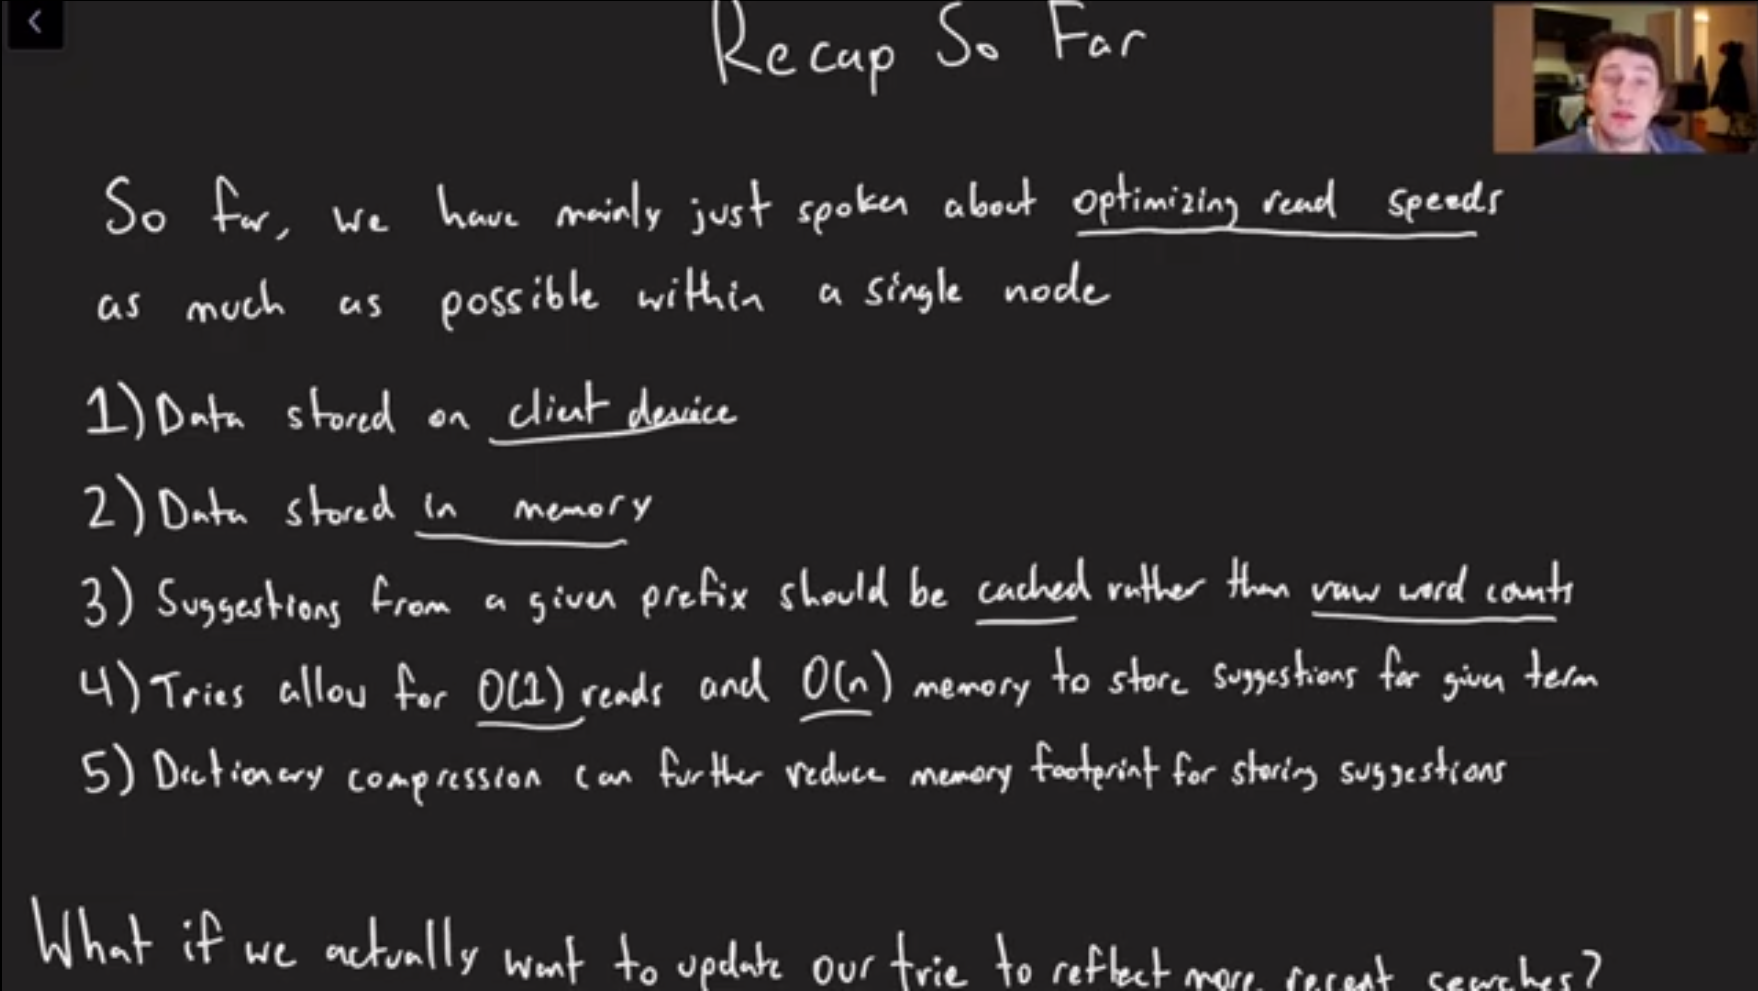 Recap So Far
So far, we have mainly just spoken about optimizing read speeds
as much as possible within a single node
1) Data stored on client device
2) Data stored in memory
3) Suggestions from a given prefix should be cached rather than raw word counts
4) Tries allow for O(1) reads and O(n) memory to store suggestions for given term
5) Dictionary compression can further reduce memory footprint for storing suggestions
What if we actually want to update our trie to reflect more recent searches?